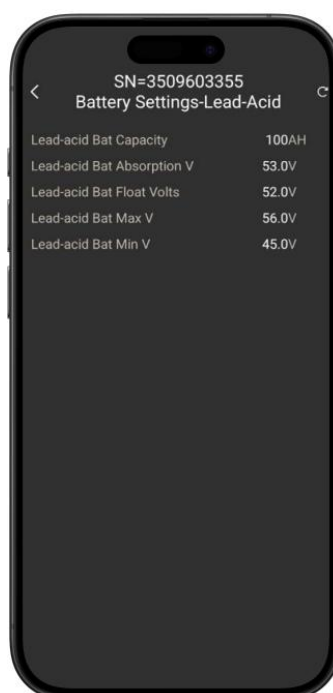 SN=3509603355
Battery Settings-Lead-Acid
Lead-acid Bat Capacity 100AH
Lead-acid Bat Absorption V 53.0V
Lead-acid Bat Float Volts 52.0V
Lead-acid Bat Max V 56.0V
Lead-acid Bat Min V 45.0V